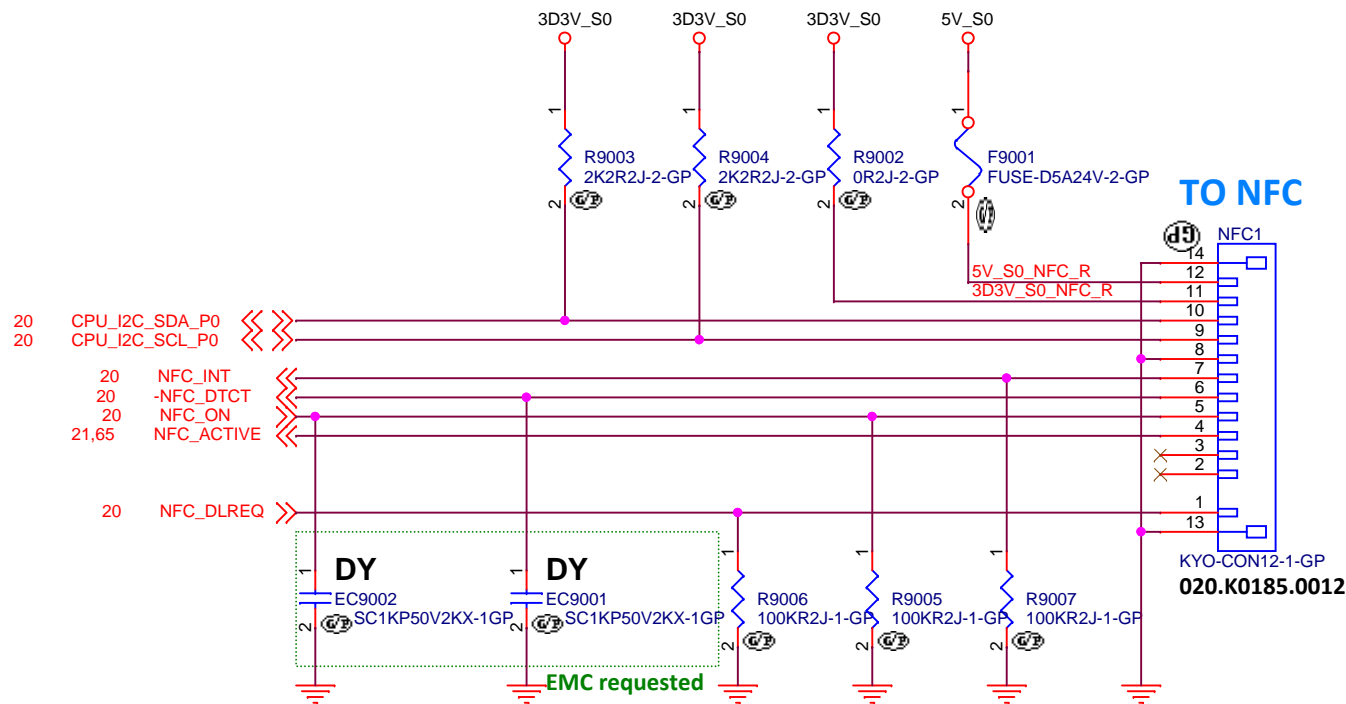 3D3V_S0 3D3V_S0 3D3V_S0 5V_S0
1 1 1 1
R9003 R9004 R9002 F9001
2K2R2J-2-GP 2K2R2J-2-GP 0R2J-2-GP FUSE-D5A24V-2-GP
2 G/P 2 G/P 2 G/P 2 G/P
TO NFC
GP NFC1
14
5V_S0_NFC_R 12
3D3V_S0_NFC_R 11
20 CPU_I2C_SDA_P0 10
20 CPU_I2C_SCL_P0 9
8
20 NFC_INT 7
20 -NFC_DTCT 6
20 NFC_ON 5
21,65 NFC_ACTIVE 4
3
2
20 NFC_DLREQ 1
13
KYO-CON12-1-GP
020.K0185.0012
DY DY
1 1 1 1 1
EC9002 EC9001 R9006 R9005 R9007
SC1KP50V2KX-1GP SC1KP50V2KX-1GP 100KR2J-1-GP 100KR2J-1-GP 100KR2J-1-GP
2 G/P 2 G/P 2 G/P 2 G/P 2 G/P
EMC requested